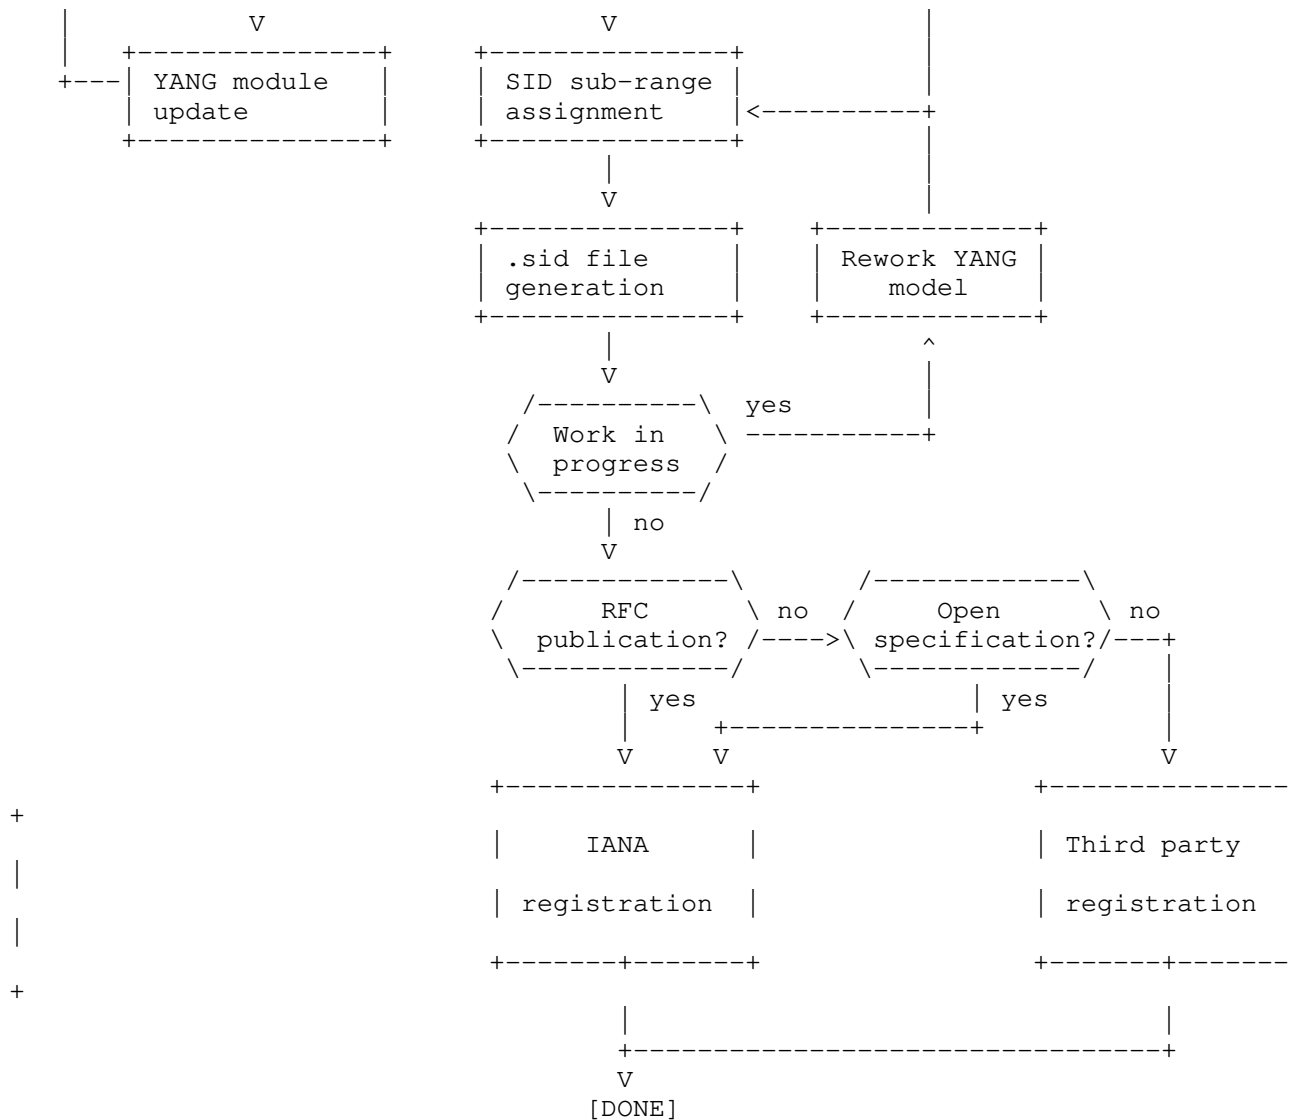 YANG module    SID sub-range
update    assignment
.sid file    Rework YANG
generation    model
yes
Work in
progress
no
RFC    no    Open    no
publication?    specification?
yes    yes
IANA    Third party
registration    registration
[DONE]